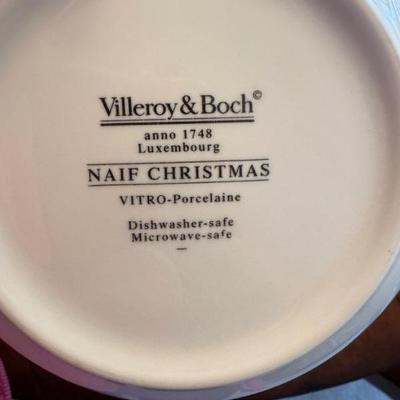 Villeroy & Boch©
anno 1748
Luxembourg
NAIF CHRISTMAS
VITRO-Porcelaine
Dishwasher-safe
Microwave-safe